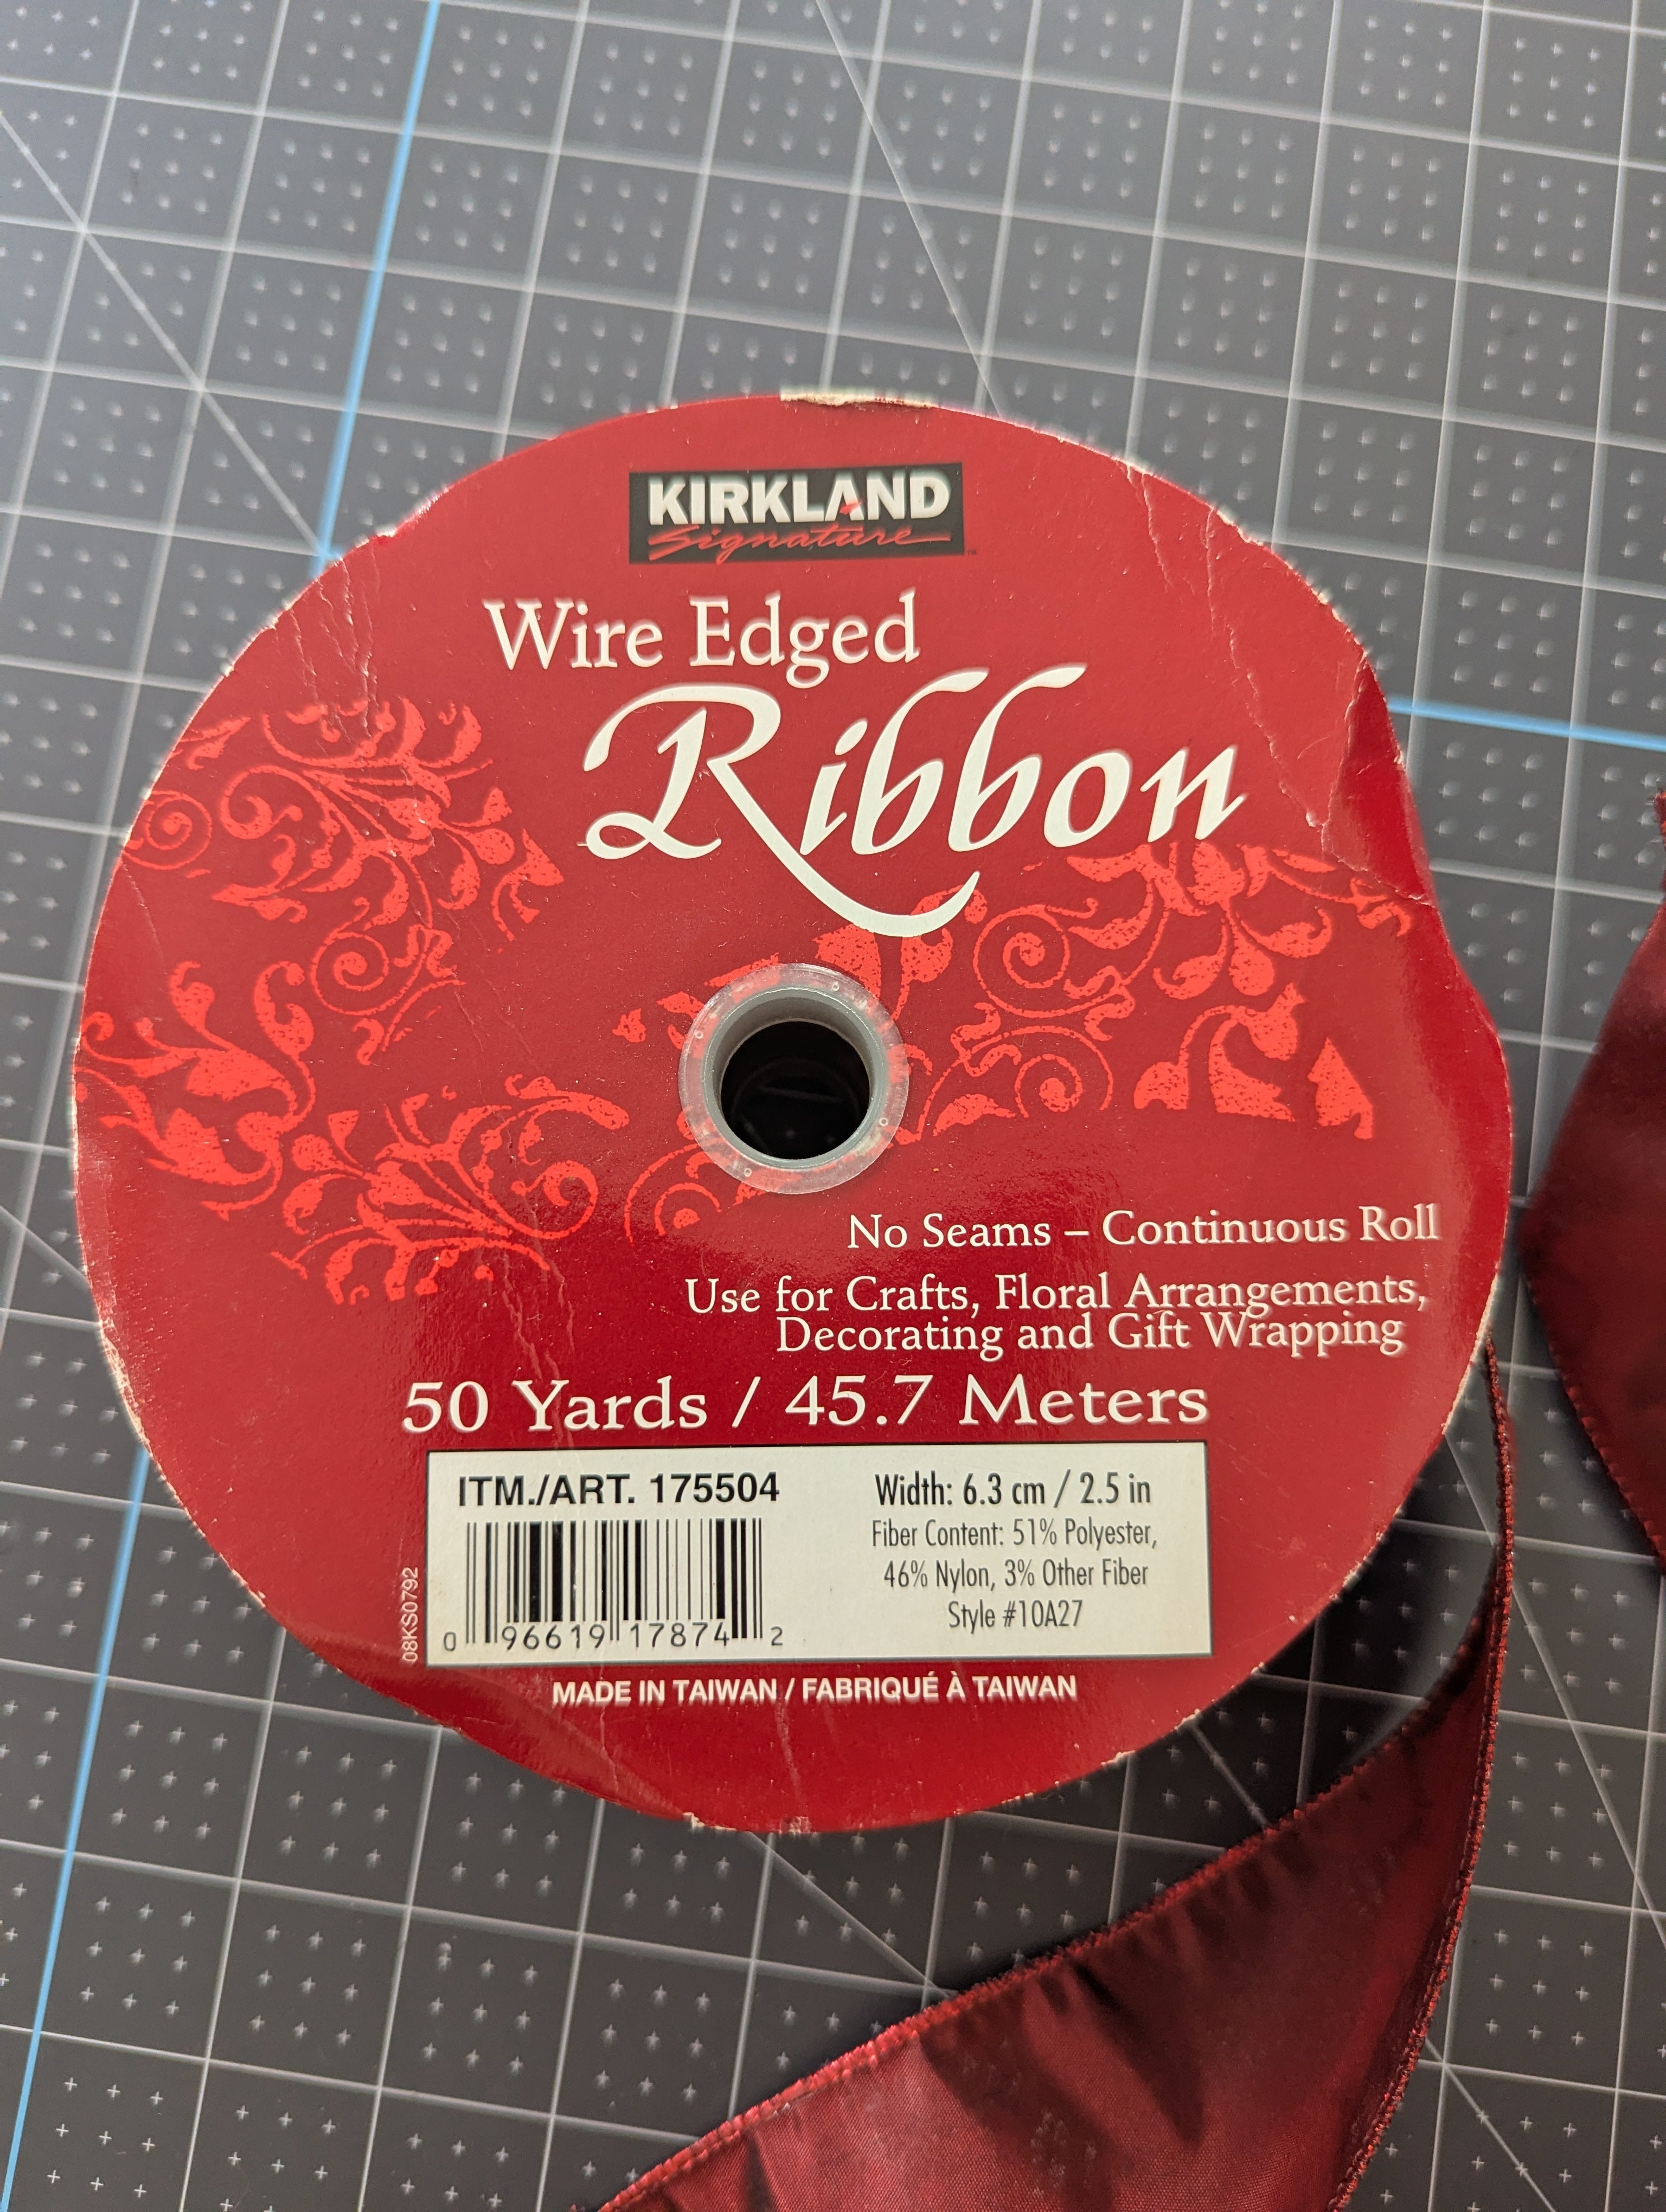 KIRKLAND
Signature™
Wire Edged
Ribbon
No Seams – Continuous Roll
Use for Crafts, Floral Arrangements,
Decorating and Gift Wrapping
50 Yards / 45.7 Meters
ITM./ART. 175504
0 96619 17874 2
08KS0792
Width: 6.3 cm / 2.5 in
Fiber Content: 51% Polyester,
46% Nylon, 3% Other Fiber
Style #10A27
MADE IN TAIWAN / FABRIQUÉ À TAIWAN